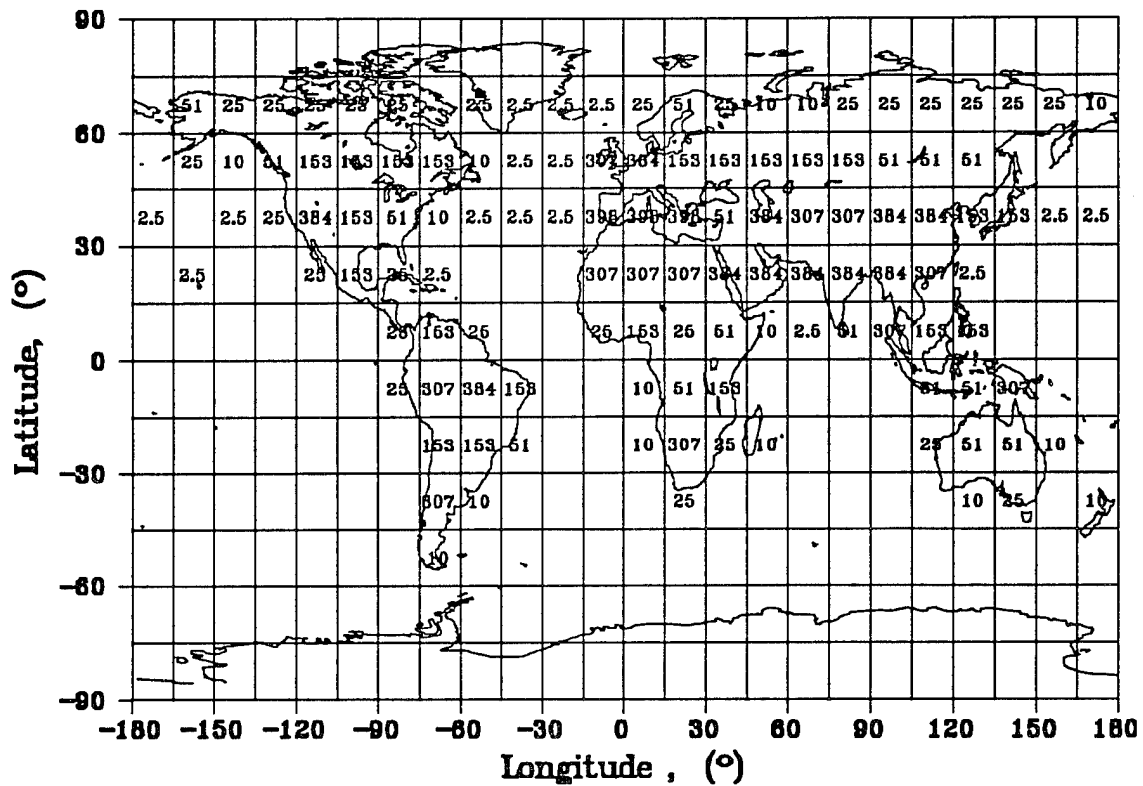 90
51 25 25 25 25 25 2.5 2.5 2.5 2.5 25 51 25 10 10 25 25 25 25 25 25 10
60
25 10 51 153 153 153 153 10 2.5 2.5 307 384 153 153 153 153 153 51 51 51
2.5 2.5 25 384 153 51 10 2.5 2.5 2.5 398 398 398 51 384 307 307 384 384 153 153 2.5 2.5
30
2.5 25 153 25 2.5 307 307 307 384 384 384 384 384 307 2.5
25 153 25 25 153 25 51 10 2.5 51 307 153 153
0
25 307 384 153 10 51 153 51 51 307
153 153 51 10 307 25 10 25 51 51 10
-30
307 10 25 10 25 10
10
-60
-90
-180 -150 -120 -90 -60 -30 0 30 60 90 120 150 180
Latitude, (º)
Longitude , (º)